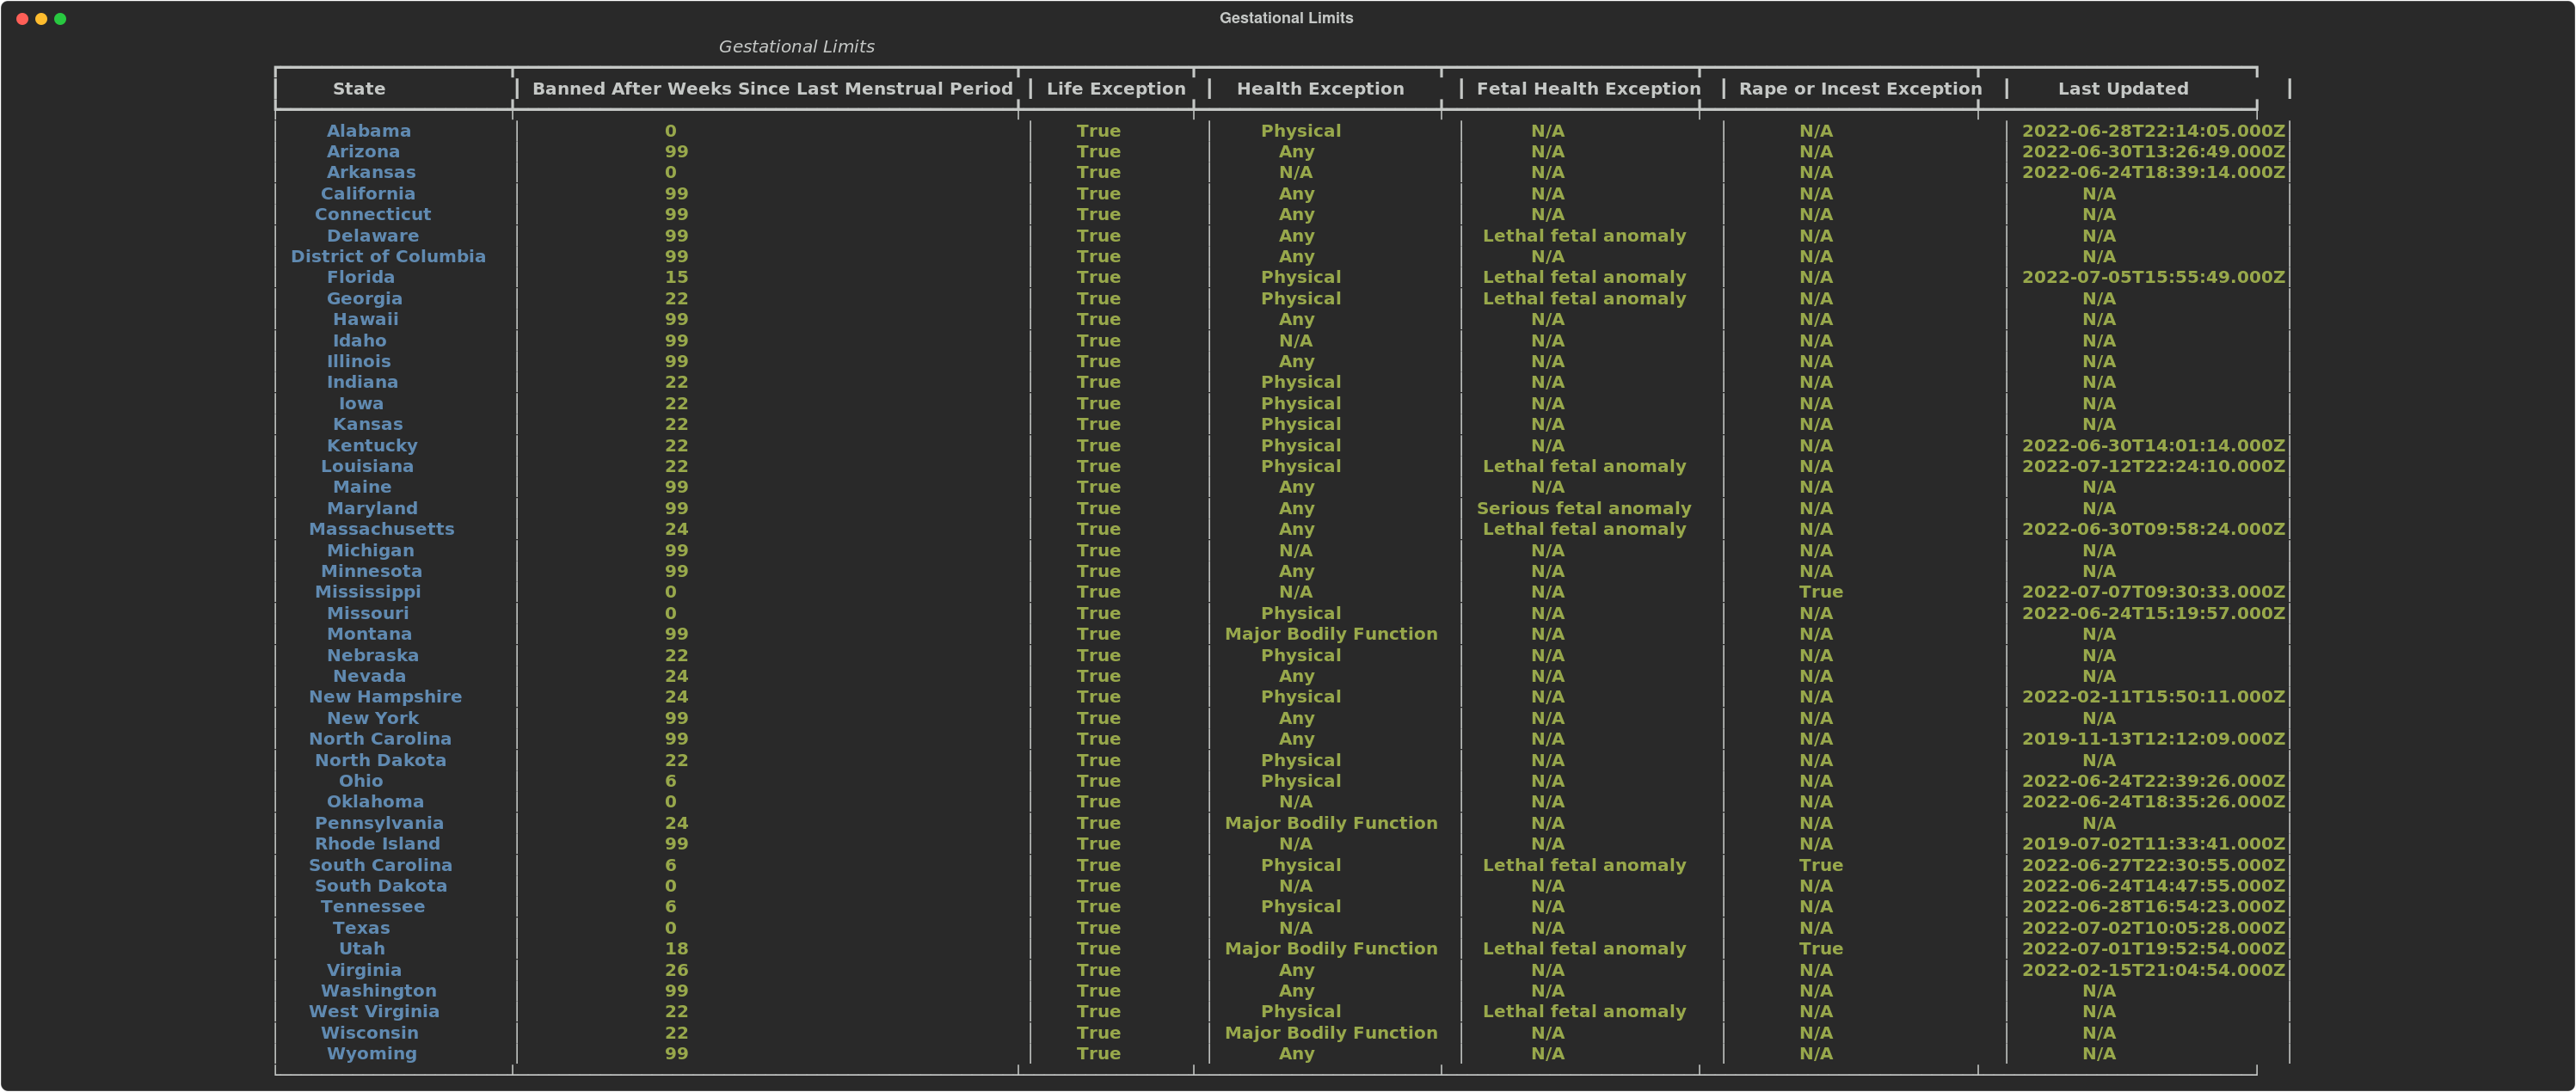 Gestational Limits
Gestational Limits
State Banned After Weeks Since Last Menstrual Period Life Exception Health Exception Fetal Health Exception Rape or Incest Exception Last Updated
Alabama 0 True Physical N/A N/A 2022-06-28T22:14:05.000Z
Arizona 99 True Any N/A N/A 2022-06-30T13:26:49.000Z
Arkansas 0 True N/A N/A N/A 2022-06-24T18:39:14.000Z
California 99 True Any N/A N/A N/A
Connecticut 99 True Any N/A N/A N/A
Delaware 99 True Any Lethal fetal anomaly N/A N/A
District of Columbia 99 True Any N/A N/A N/A
Florida 15 True Physical Lethal fetal anomaly N/A 2022-07-05T15:55:49.000Z
Georgia 22 True Physical Lethal fetal anomaly N/A N/A
Hawaii 99 True Any N/A N/A N/A
Idaho 99 True N/A N/A N/A N/A
Illinois 99 True Any N/A N/A N/A
Indiana 22 True Physical N/A N/A N/A
Iowa 22 True Physical N/A N/A N/A
Kansas 22 True Physical N/A N/A N/A
Kentucky 22 True Physical N/A N/A 2022-06-30T14:01:14.000Z
Louisiana 22 True Physical Lethal fetal anomaly N/A 2022-07-12T22:24:10.000Z
Maine 99 True Any N/A N/A N/A
Maryland 99 True Any Serious fetal anomaly N/A N/A
Massachusetts 24 True Any Lethal fetal anomaly N/A 2022-06-30T09:58:24.000Z
Michigan 99 True N/A N/A N/A N/A
Minnesota 99 True Any N/A N/A N/A
Mississippi 0 True N/A N/A True 2022-07-07T09:30:33.000Z
Missouri 0 True Physical N/A N/A 2022-06-24T15:19:57.000Z
Montana 99 True Major Bodily Function N/A N/A N/A
Nebraska 22 True Physical N/A N/A N/A
Nevada 24 True Any N/A N/A N/A
New Hampshire 24 True Physical N/A N/A 2022-02-11T15:50:11.000Z
New York 99 True Any N/A N/A N/A
North Carolina 99 True Any N/A N/A 2019-11-13T12:12:09.000Z
North Dakota 22 True Physical N/A N/A N/A
Ohio 6 True Physical N/A N/A 2022-06-24T22:39:26.000Z
Oklahoma 0 True N/A N/A N/A 2022-06-24T18:35:26.000Z
Pennsylvania 24 True Major Bodily Function N/A N/A N/A
Rhode Island 99 True N/A N/A N/A 2019-07-02T11:33:41.000Z
South Carolina 6 True Physical Lethal fetal anomaly True 2022-06-27T22:30:55.000Z
South Dakota 0 True N/A N/A N/A 2022-06-24T14:47:55.000Z
Tennessee 6 True Physical N/A N/A 2022-06-28T16:54:23.000Z
Texas 0 True N/A N/A N/A 2022-07-02T10:05:28.000Z
Utah 18 True Major Bodily Function Lethal fetal anomaly True 2022-07-01T19:52:54.000Z
Virginia 26 True Any N/A N/A 2022-02-15T21:04:54.000Z
Washington 99 True Any N/A N/A N/A
West Virginia 22 True Physical Lethal fetal anomaly N/A N/A
Wisconsin 22 True Major Bodily Function N/A N/A N/A
Wyoming 99 True Any N/A N/A N/A